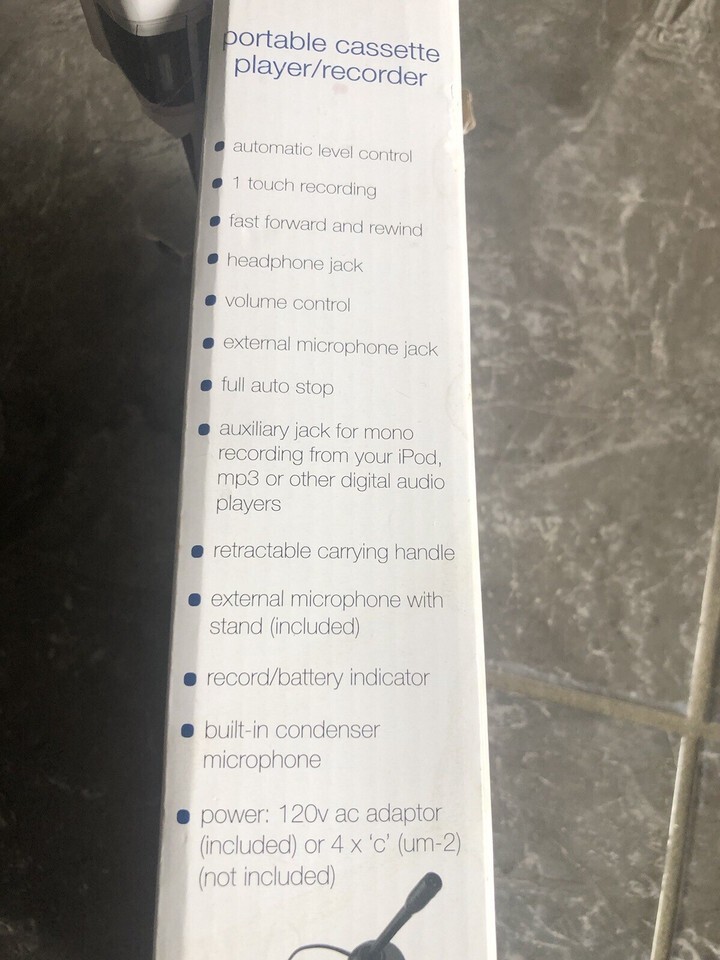 portable cassette
player/recorder
automatic level control
1 touch recording
fast forward and rewind
headphone jack
volume control
external microphone jack
full auto stop
auxiliary jack for mono
recording from your iPod,
mp3 or other digital audio
players
retractable carrying handle
external microphone with
stand (included)
record/battery indicator
built-in condenser
microphone
power: 120v ac adaptor
(included) or 4 x ‘c’ (um-2)
(not included)